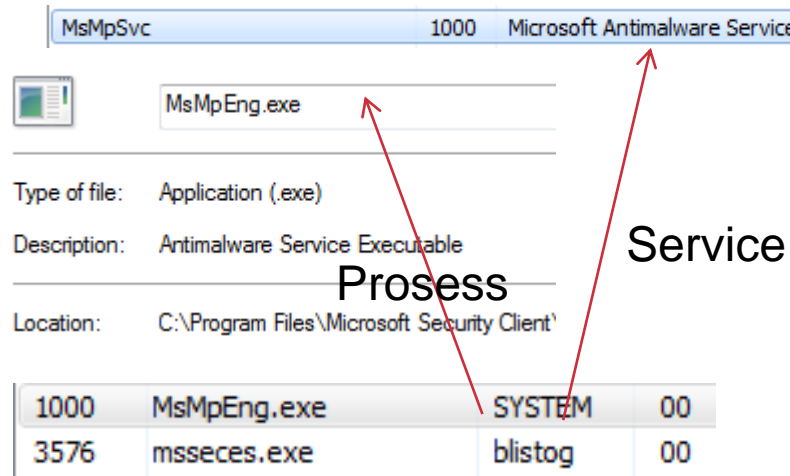 MsMpSvc 1000 Microsoft Antimalware Service
MsMpEng.exe
Type of file: Application (.exe)
Description: Antimalware Service Executable
Service
Prosess
Location: C:\Program Files\Microsoft Security Client\
1000 MsMpEng.exe SYSTEM 00
3576 msseces.exe blistog 00